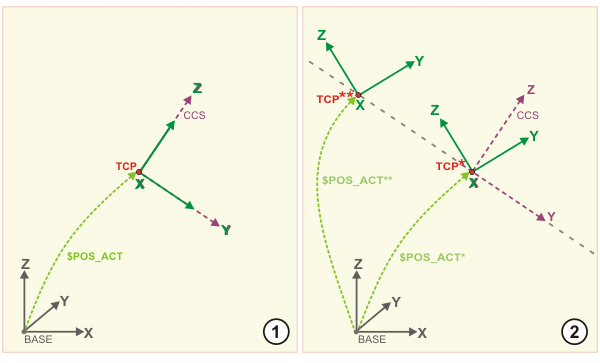 Z
CCS
TCP
X
Y
$POS_ACT
Z
Y
X
BASE
1
Z
Y
TCP**
X
Z
Z
CCS
Y
TCP*
X
Y
$POS_ACT**
$POS_ACT*
Z
Y
X
BASE
2